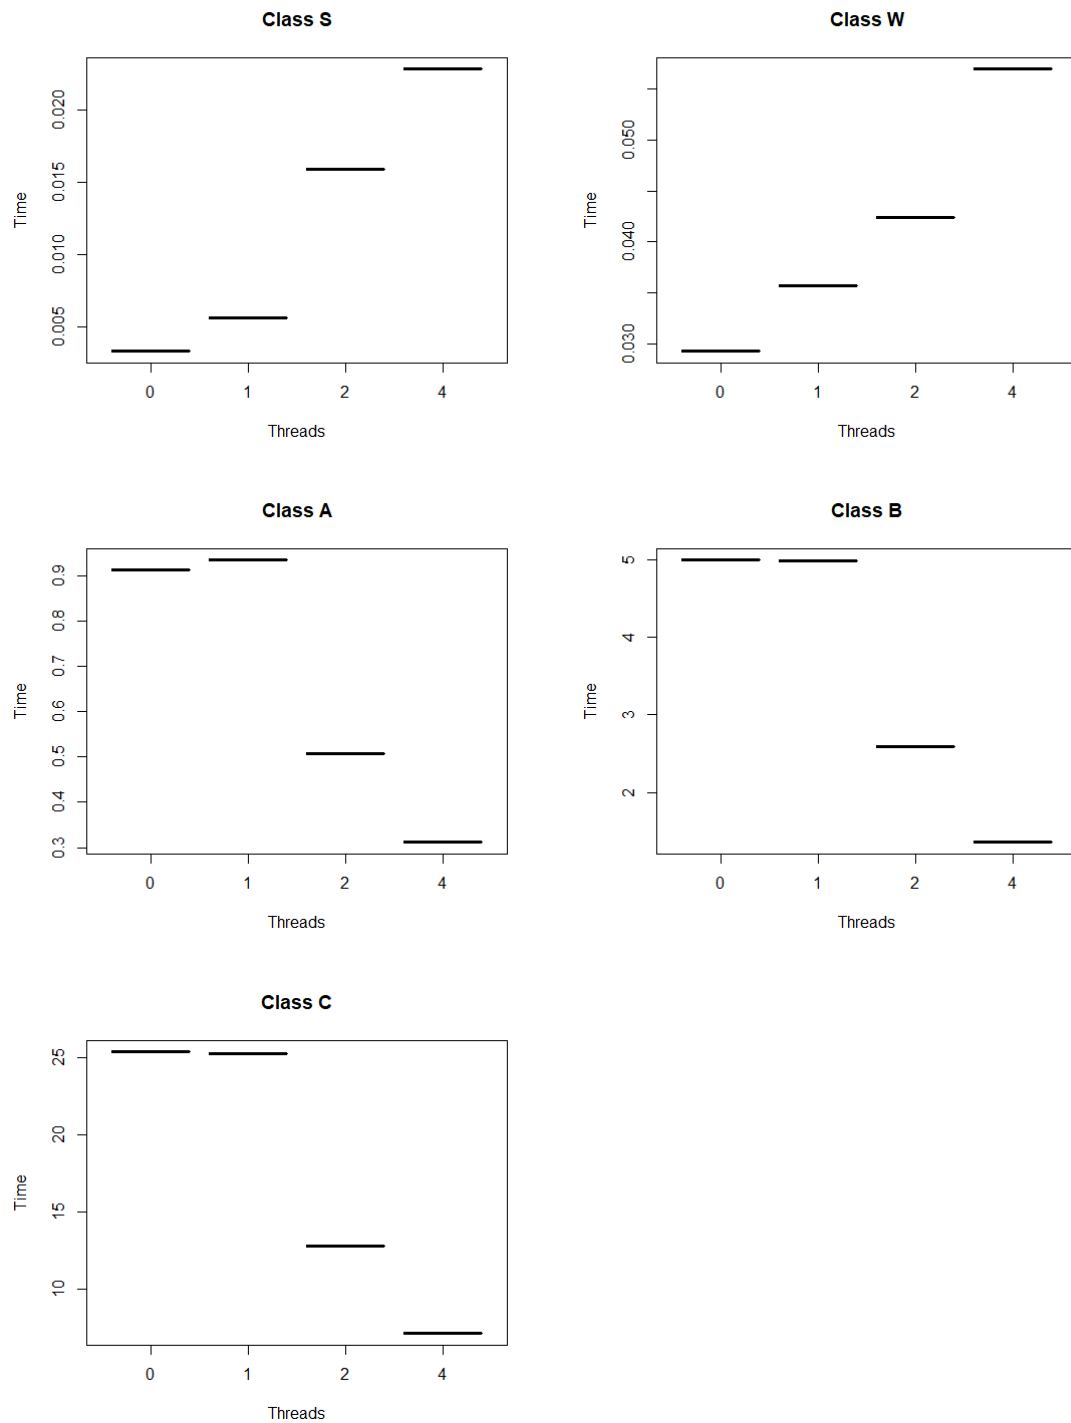 Class S
Time
0.020
0.015
0.010
0.005
0 1 2 4
Threads
Class W
Time
0.050
0.040
0.030
0 1 2 4
Threads
Class A
Time
0.9
0.8
0.7
0.6
0.5
0.4
0.3
0 1 2 4
Threads
Class B
Time
5
4
3
2
0 1 2 4
Threads
Class C
Time
25
20
15
10
0 1 2 4
Threads